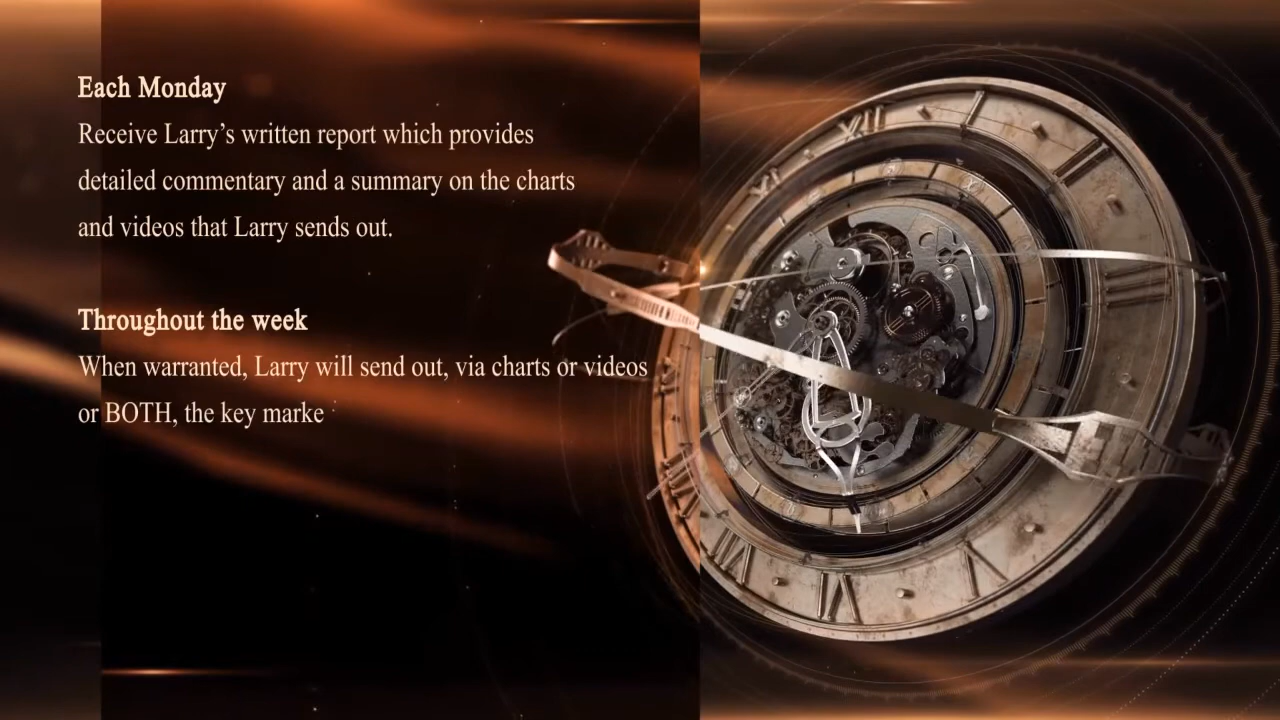 Each Monday
Receive Larry’s written report which provides
detailed commentary and a summary on the charts
and videos that Larry sends out.
Throughout the week
When warranted, Larry will send out, via charts or videos
or BOTH, the key marke